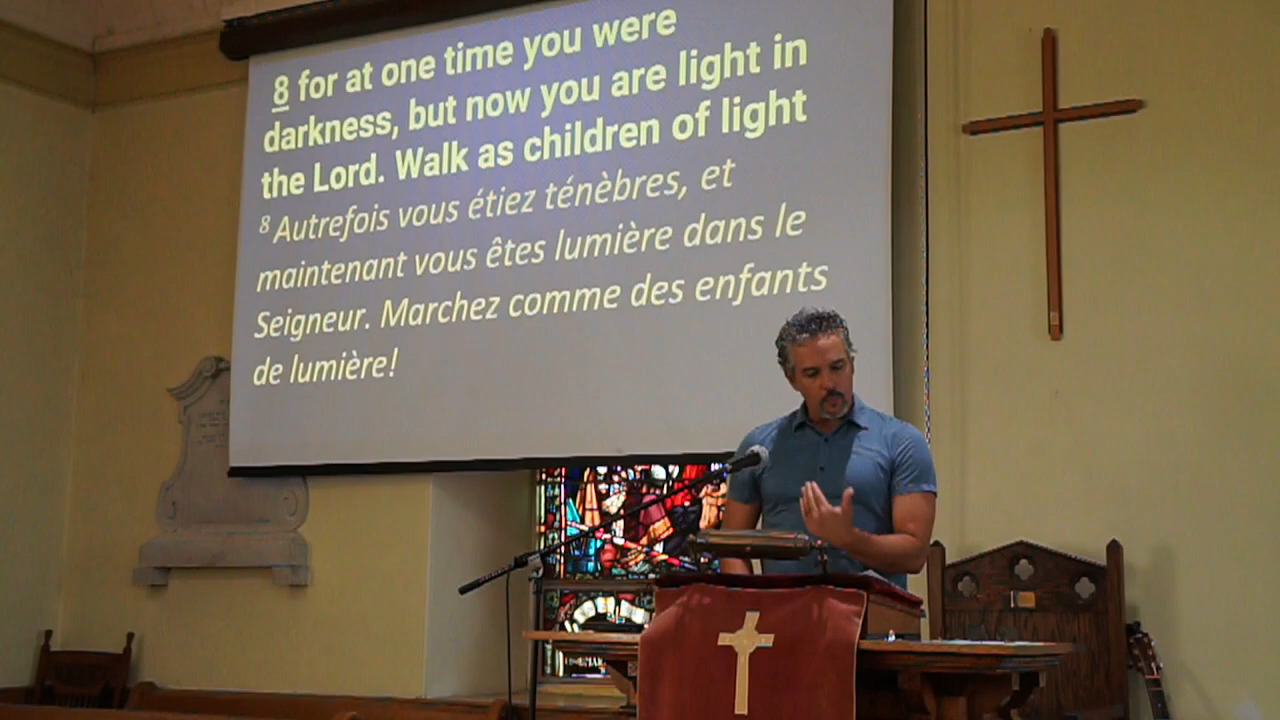 8 for at one time you were
darkness, but now you are light in
the Lord. Walk as children of light
8 Autrefois vous étiez ténèbres, et
maintenant vous êtes lumière dans le
Seigneur. Marchez comme des enfants
de lumière!